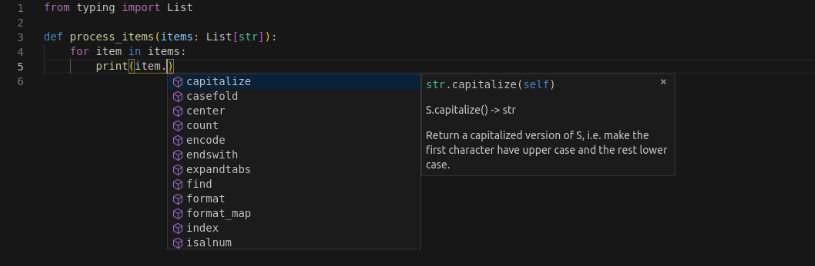 1 from typing import List
2
3 def process_items(items: List[str]):
4 for item in items:
5 print(item.)
6
capitalize
casefold
center
count
encode
endswith
expandtabs
find
format
format_map
index
isalnum
str.capitalize(self) ×
S.capitalize() -> str
Return a capitalized version of S, i.e. make the
first character have upper case and the rest lower
case.